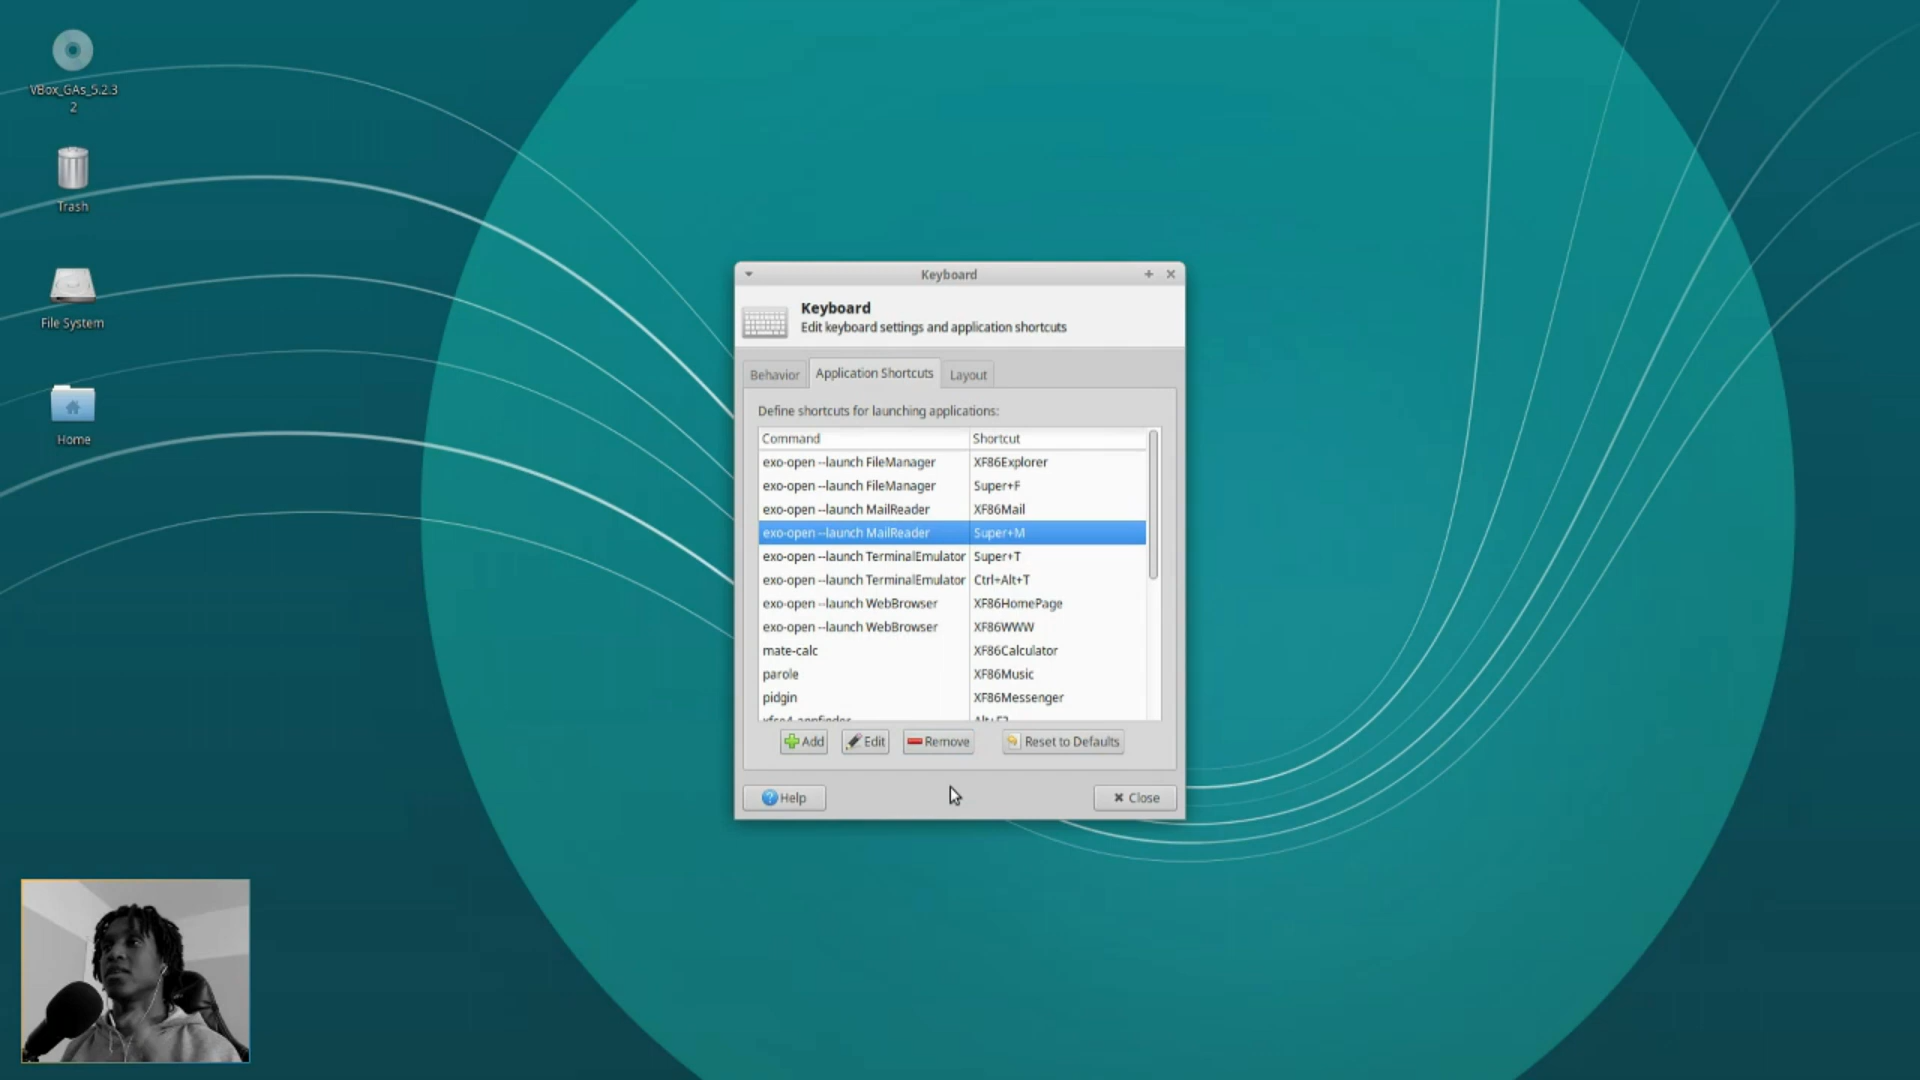 VBox_GAs_5.2.3
2
Trash
File System
Home
Keyboard
Keyboard
Edit keyboard settings and application shortcuts
Behavior
Application Shortcuts
Layout
Define shortcuts for launching applications:
Command Shortcut
exo-open --launch FileManager XF86Explorer
exo-open --launch FileManager Super+F
exo-open --launch MailReader XF86Mail
exo-open --launch MailReader Super+M
exo-open --launch TerminalEmulator Super+T
exo-open --launch TerminalEmulator Ctrl+Alt+T
exo-open --launch WebBrowser XF86HomePage
exo-open --launch WebBrowser XF86WWW
mate-calc XF86Calculator
parole XF86Music
pidgin XF86Messenger
xfce4-appfinder
Add
Edit
Remove
Reset to Defaults
Help
Close